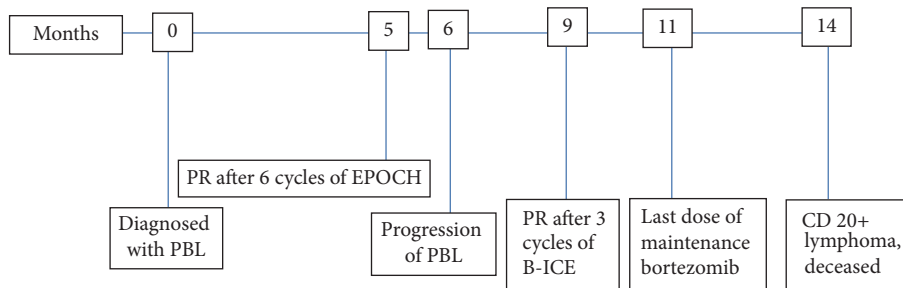 Months
0
5
6
9
11
14
PR after 6 cycles of EPOCH
Diagnosed
with PBL
Progression
of PBL
PR after 3
cycles of
B-ICE
Last dose of
maintenance
bortezomib
CD 20+
lymphoma,
deceased